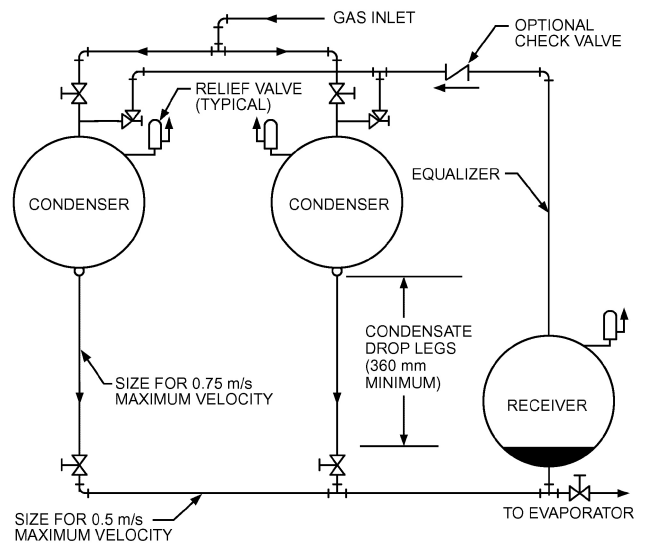 GAS INLET
OPTIONAL
CHECK VALVE
RELIEF VALVE
(TYPICAL)
EQUALIZER
CONDENSER
CONDENSER
CONDENSATE
DROP LEGS
(360 mm
MINIMUM)
SIZE FOR 0.75 m/s
MAXIMUM VELOCITY
RECEIVER
TO EVAPORATOR
SIZE FOR 0.5 m/s
MAXIMUM VELOCITY